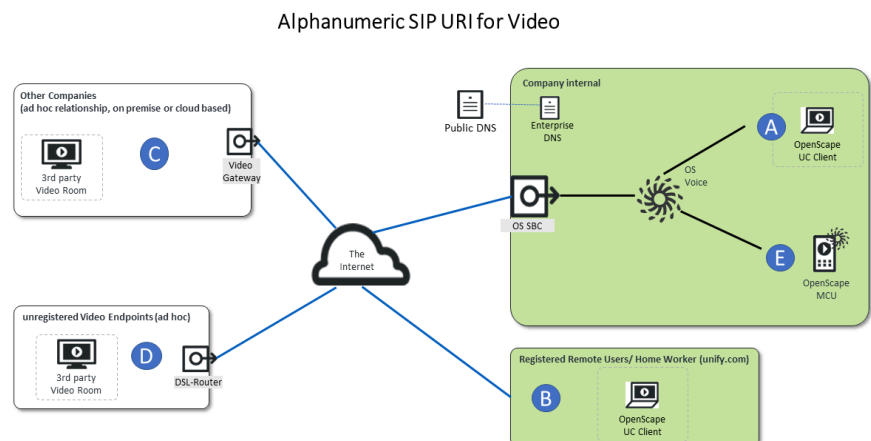 Alphanumeric SIP URI for Video
Other Companies
(ad hoc relationship, on premise or cloud based)
3rd party
Video Room
C
Video
Gateway
Public DNS
Company internal
Enterprise
DNS
A
OpenScape
UC Client
OS
Voice
OS SBC
E
OpenScape
MCU
The
Internet
unregistered Video Endpoints (ad hoc)
3rd party
Video Room
D
DSL-Router
Registered Remote Users/ Home Worker (unify.com)
B
OpenScape
UC Client